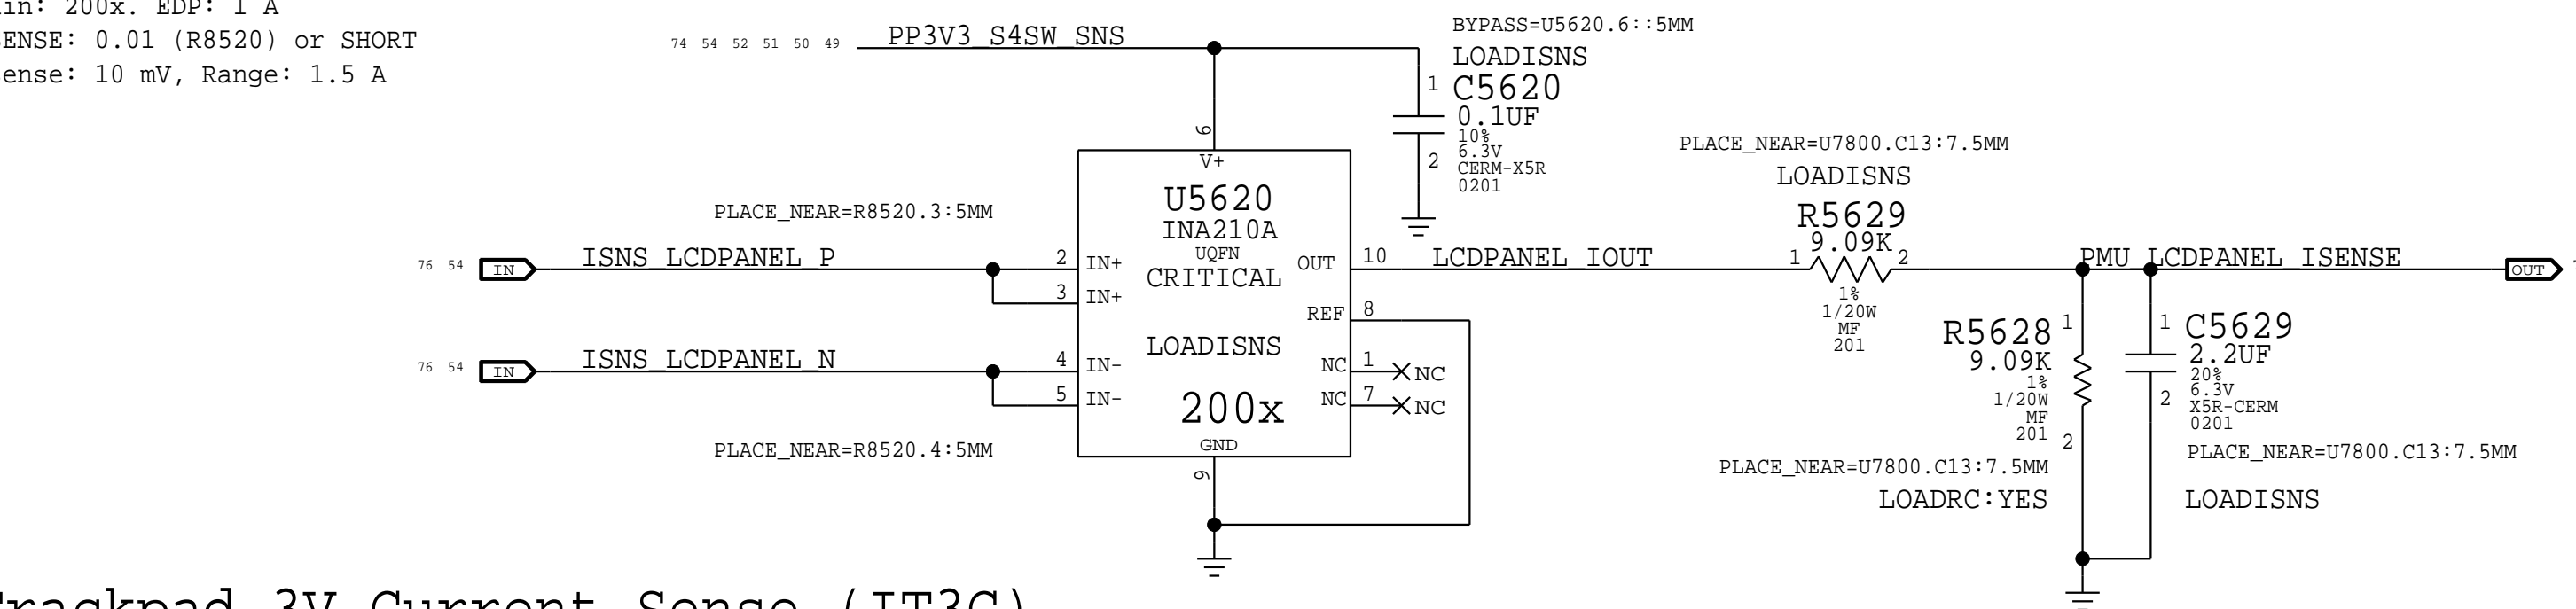 in: 200x. EDP: 1 A
ENSE: 0.01 (R8520) or SHORT
ense: 10 mV, Range: 1.5 A
74 54 52 51 50 49
PP3V3_S4SW_SNS
BYPASS=U5620.6::5MM
LOADISNS
1
C5620
0.1UF
10%
6.3V
2
CERM-X5R
0201
6
V+
U5620
INA210A
UQFN
CRITICAL
LOADISNS
200x
GND
9
PLACE_NEAR=R8520.3:5MM
76 54
IN
ISNS_LCDPANEL_P
2
IN+
3
IN+
76 54
IN
ISNS_LCDPANEL_N
4
IN-
5
IN-
PLACE_NEAR=R8520.4:5MM
OUT
10
LCDPANEL_IOUT
REF
8
NC
1
NC
NC
7
NC
PLACE_NEAR=U7800.C13:7.5MM
LOADISNS
R5629
9.09K
1
2
1%
1/20W
MF
201
PMU_LCDPANEL_ISENSE
OUT
R5628
1
9.09K
1%
1/20W
MF
201
2
PLACE_NEAR=U7800.C13:7.5MM
LOADRC:YES
1
C5629
2.2UF
20%
6.3V
2
X5R-CERM
0201
PLACE_NEAR=U7800.C13:7.5MM
LOADISNS
Trackpad 3V Current Sense (IT3C)